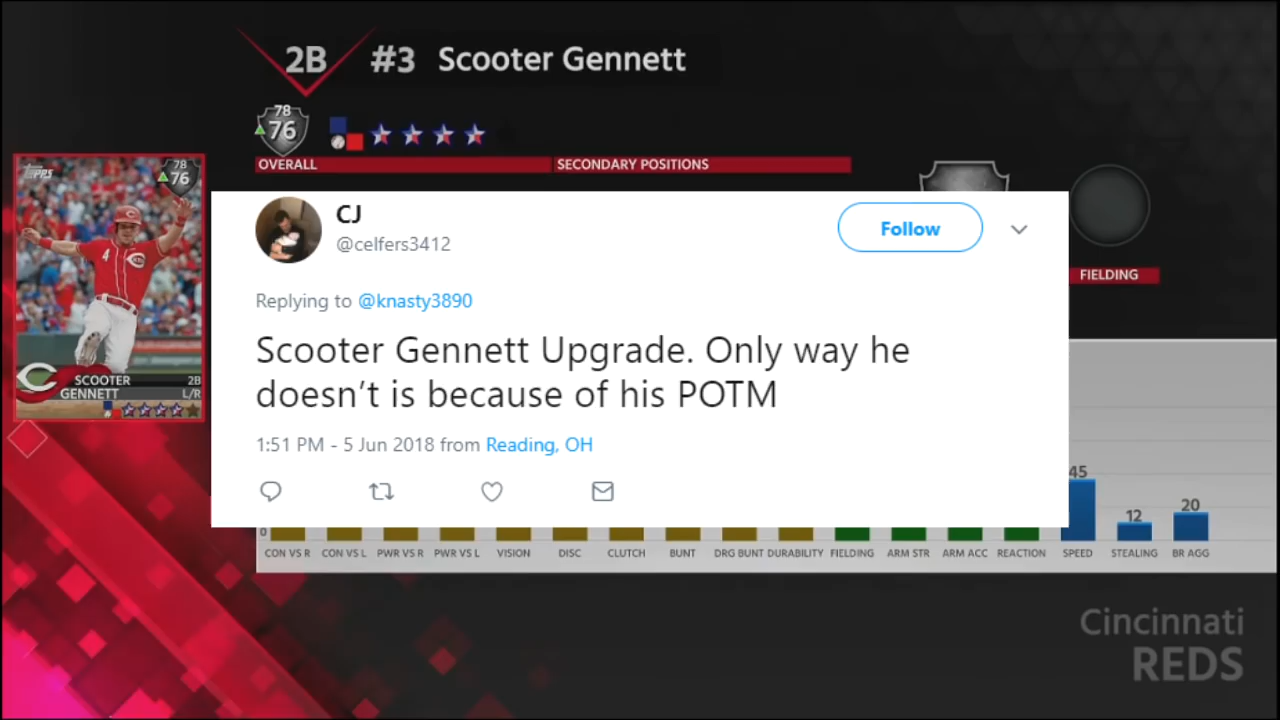 2B #3 Scooter Gennett
78
76
OVERALL SECONDARY POSITIONS
TOPPS
78
76
4
SCOOTER 2B
GENNETT L/R
FIELDING
CJ
@celfers3412
Follow
Replying to @knasty3890
Scooter Gennett Upgrade. Only way he
doesn’t is because of his POTM
1:51 PM - 5 Jun 2018 from Reading, OH
45
12
20
0
CON VS R CON VS L PWR VS R PWR VS L VISION DISC CLUTCH BUNT DRG BUNT DURABILITY FIELDING ARM STR ARM ACC REACTION SPEED STEALING BR AGG
Cincinnati
REDS